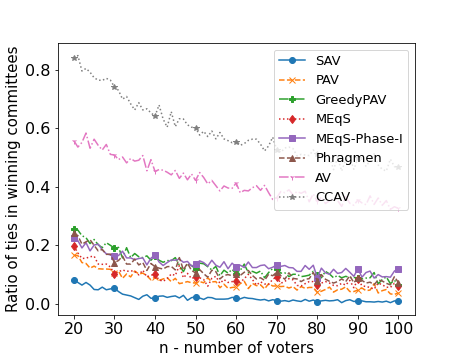 Ratio of ties in winning committees
0.8
0.6
0.4
0.2
0.0
SAV
PAV
GreedyPAV
MEqS
MEqS-Phase-I
Phragmen
AV
CCAV
20 30 40 50 60 70 80 90 100
n - number of voters